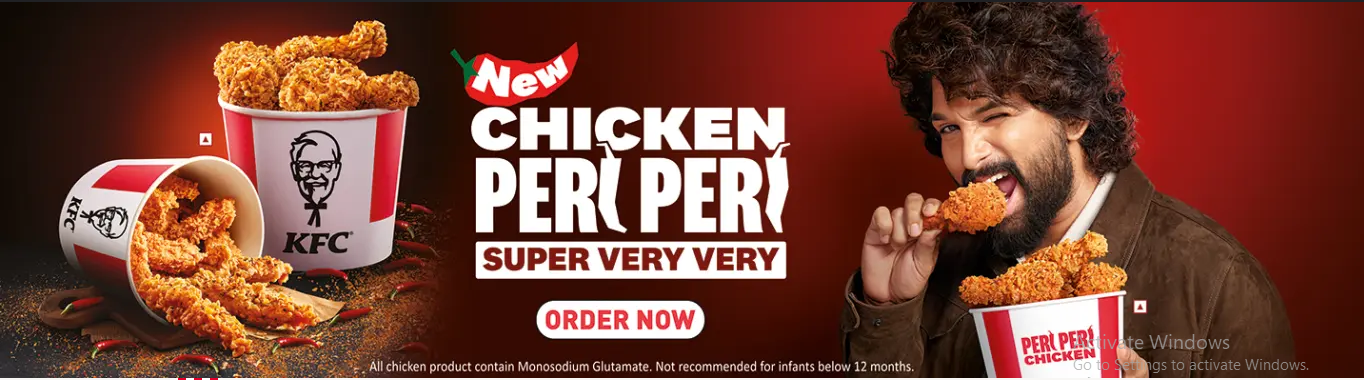 New
CHICKEN
PERI PERI
SUPER VERY VERY
ORDER NOW
All chicken product contain Monosodium Glutamate. Not recommended for infants below 12 months.
KFC
KFC
PERI PERI
CHICKEN
Activate Windows
Go to Settings to activate Windows.